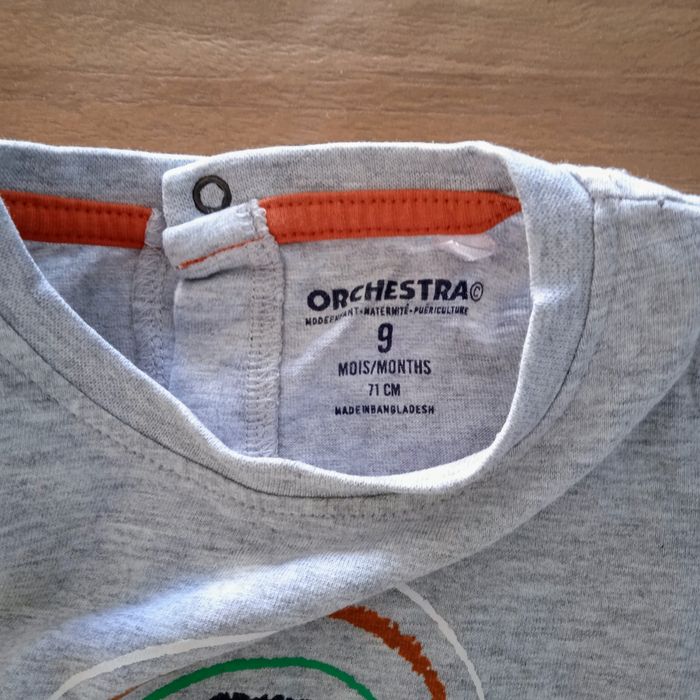 ORCHESTRA©
MODE ENFANT • MATERNITÉ • PUÉRICULTURE
9
MOIS/MONTHS
71 CM
MADE IN BANGLADESH